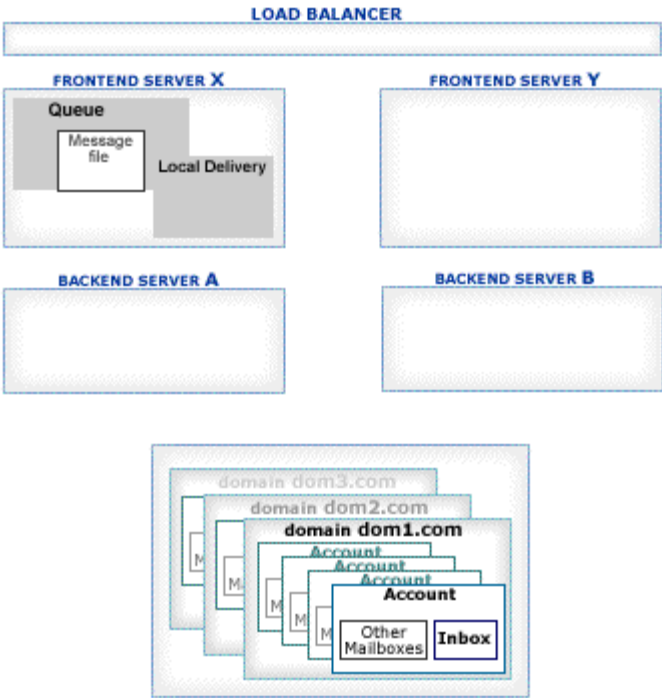 LOAD BALANCER
FRONTEND SERVER X
FRONTEND SERVER Y
Queue
Message
file
Local Delivery
BACKEND SERVER A
BACKEND SERVER B
domain dom3.com
domain dom2.com
domain dom1.com
Account
Account
Account
Account
M
M
M
M
M
Other
Mailboxes
Inbox